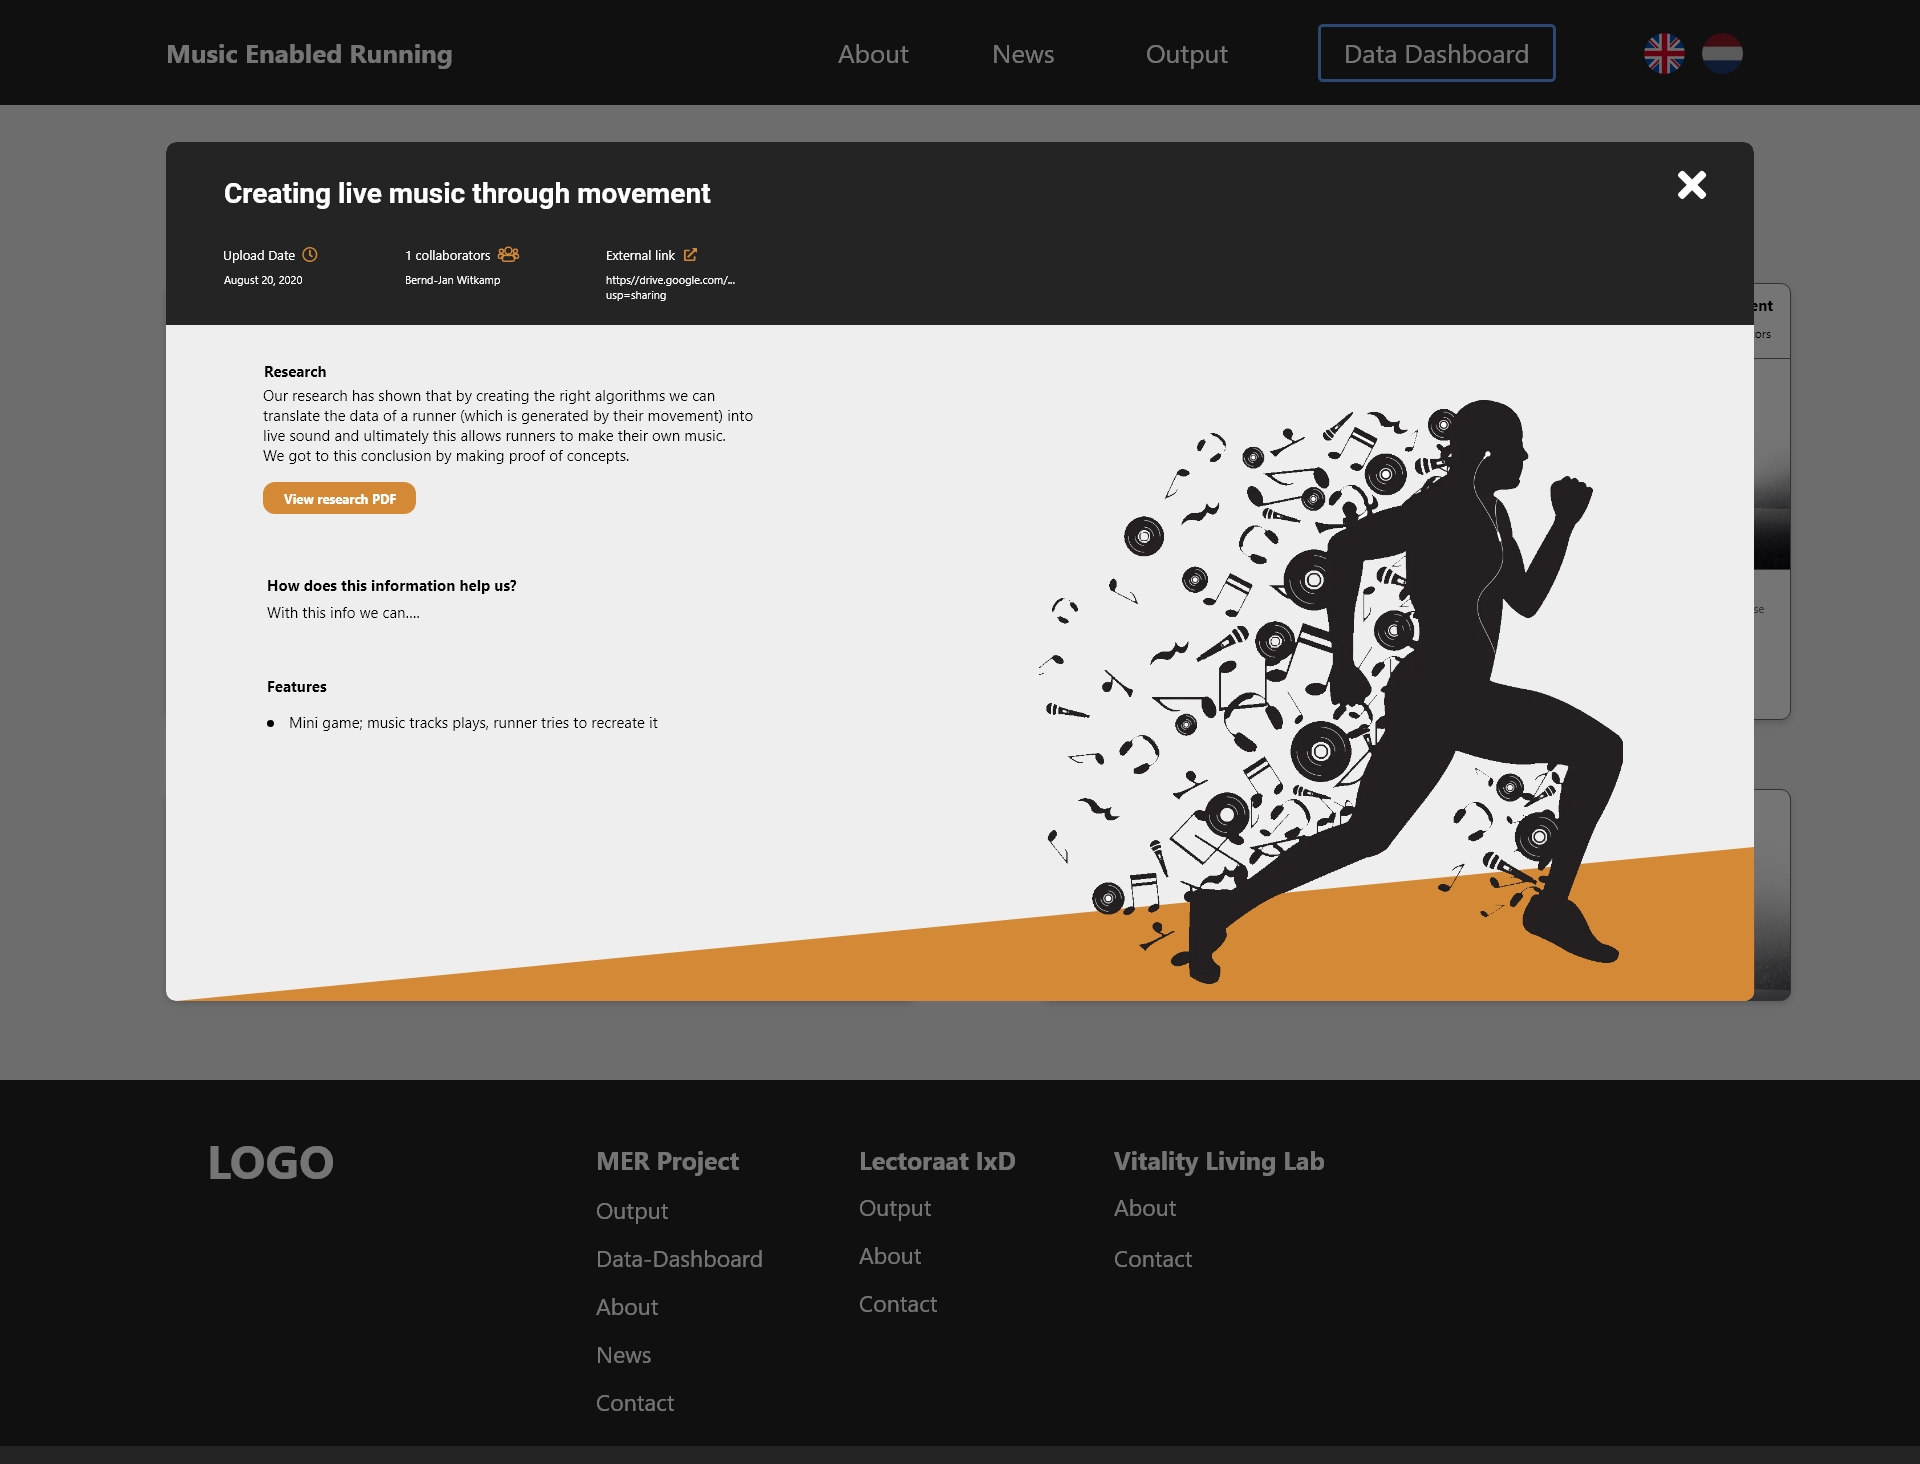 Music Enabled Running
About
News
Output
Data Dashboard
Creating live music through movement
Upload Date
August 20, 2020
1 collaborators
Bernd-Jan Witkamp
External link
https//drive.google.com/...
usp=sharing
ent
ors
Research
Our research has shown that by creating the right algorithms we can
translate the data of a runner (which is generated by their movement) into
live sound and ultimately this allows runners to make their own music.
We got to this conclusion by making proof of concepts.
View research PDF
How does this information help us?
With this info we can....
se
Features
• Mini game; music tracks plays, runner tries to recreate it
LOGO
MER Project
Output
Data-Dashboard
About
News
Contact
Lectoraat IxD
Output
About
Contact
Vitality Living Lab
About
Contact